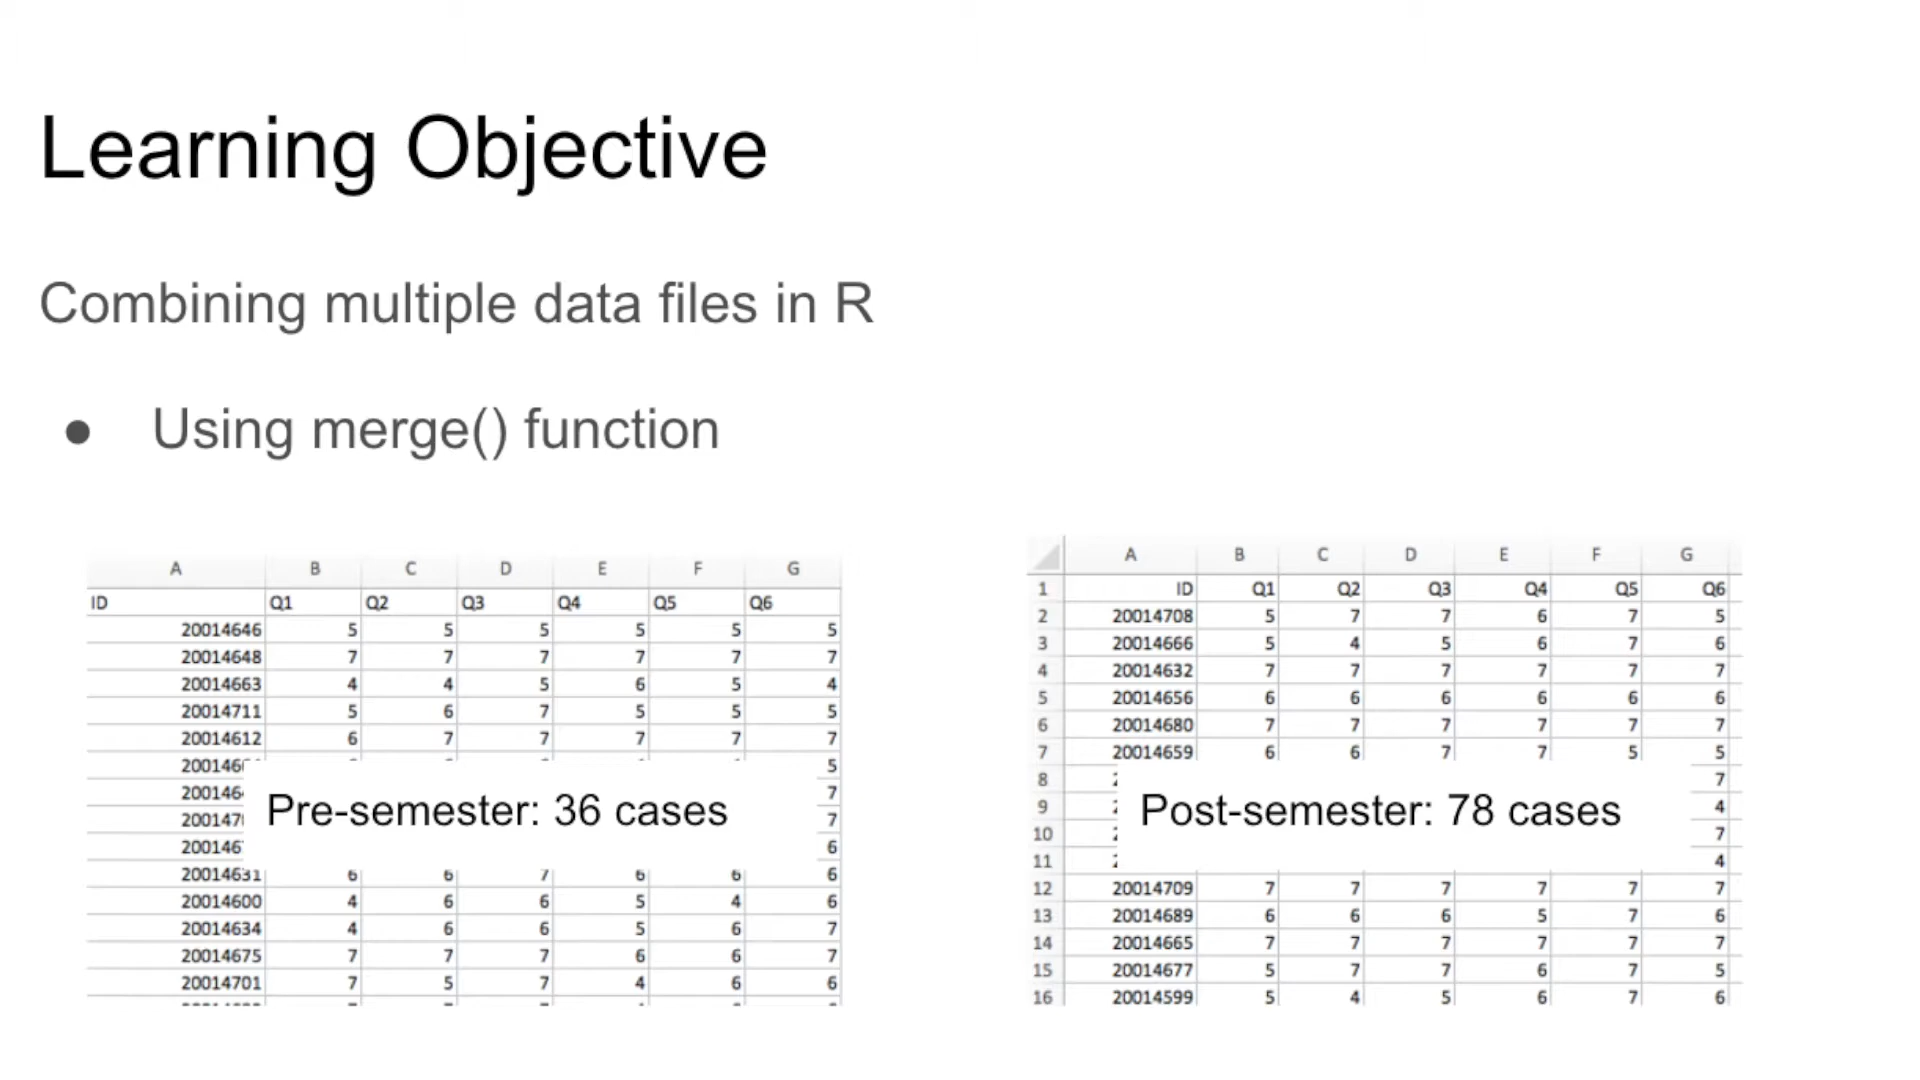 Learning Objective
Combining multiple data files in R
● Using merge() function
A B C D E F G
ID Q1 Q2 Q3 Q4 Q5 Q6
20014646 5 5 5 5 5 5
20014648 7 7 7 7 7 7
20014663 4 4 5 6 5 4
20014711 5 6 7 5 5 5
20014612 6 7 7 7 7 7
5
7
Pre-semester: 36 cases
7
6
20014631 6 6 7 6 6 6
20014600 4 6 6 5 4 6
20014634 4 6 6 5 6 7
20014675 7 7 7 6 6 7
20014701 7 5 7 4 6 6
A B C D E F G
1 ID Q1 Q2 Q3 Q4 Q5 Q6
2 20014708 5 7 7 6 7 5
3 20014666 5 4 5 6 7 6
4 20014632 7 7 7 7 7 7
5 20014656 6 6 6 6 6 6
6 20014680 7 7 7 7 7 7
7 20014659 6 6 7 7 5 5
8 7
9 4
Post-semester: 78 cases
10 7
11 4
12 20014709 7 7 7 7 7 7
13 20014689 6 6 6 5 7 6
14 20014665 7 7 7 7 7 7
15 20014677 5 7 7 6 7 5
16 20014599 5 4 5 6 7 6